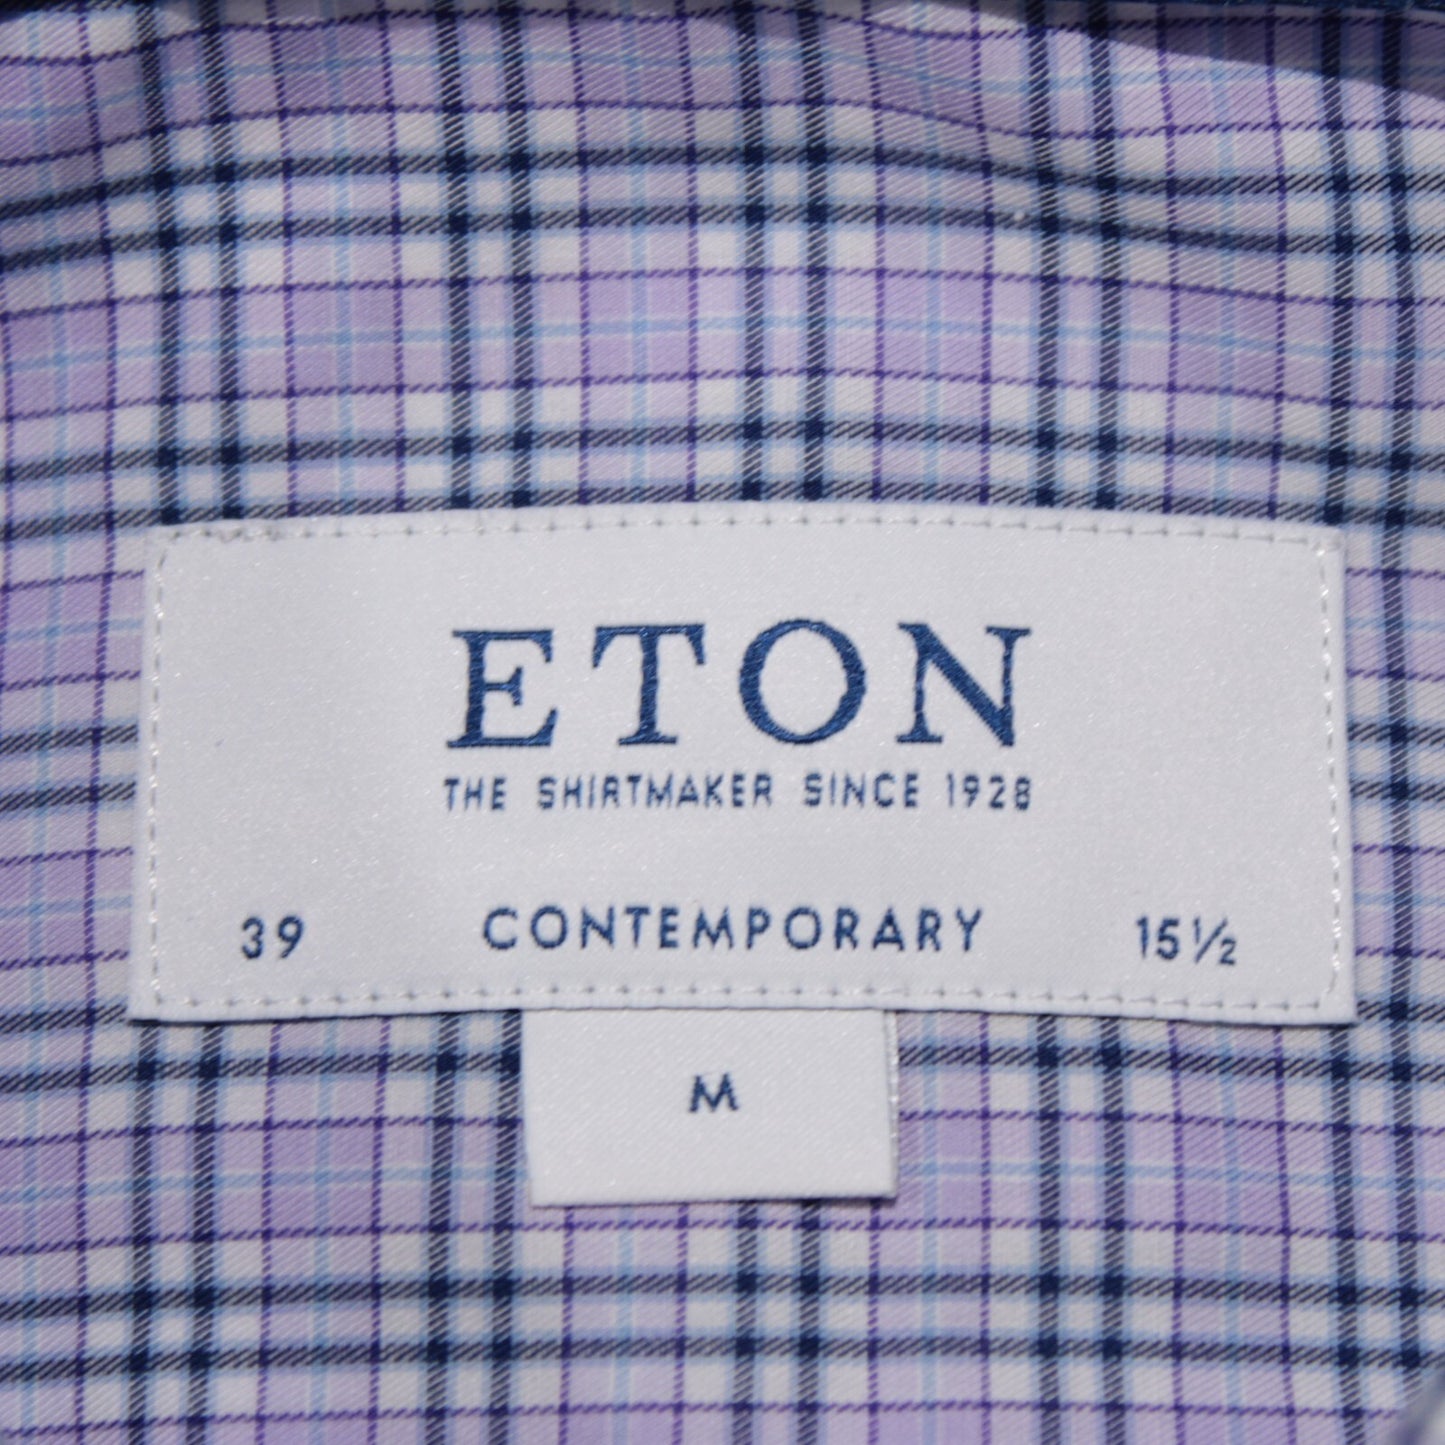 ETON
THE SHIRTMAKER SINCE 1928
39 CONTEMPORARY 15½
M